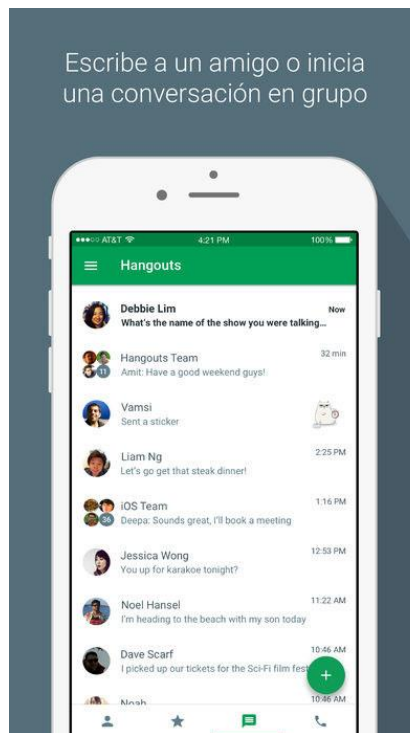 Escribe a un amigo o inicia
una conversación en grupo
AT&T 4:21 PM 100%
Hangouts
Debbie Lim Now
What's the name of the show you were talking...
Hangouts Team 32 min
11 Amit: Have a good weekend guys!
Vamsi
Sent a sticker
Liam Ng 2:25 PM
Let's go get that steak dinner!
iOS Team 1:16 PM
36 Deepa: Sounds great, I'll book a meeting
Jessica Wong 12:53 PM
You up for karaoke tonight?
Noel Hansel 11:22 AM
I'm heading to the beach with my son today
Dave Scarf 10:46 AM
I picked up our tickets for the Sci-Fi film fest
Noah 10:46 AM